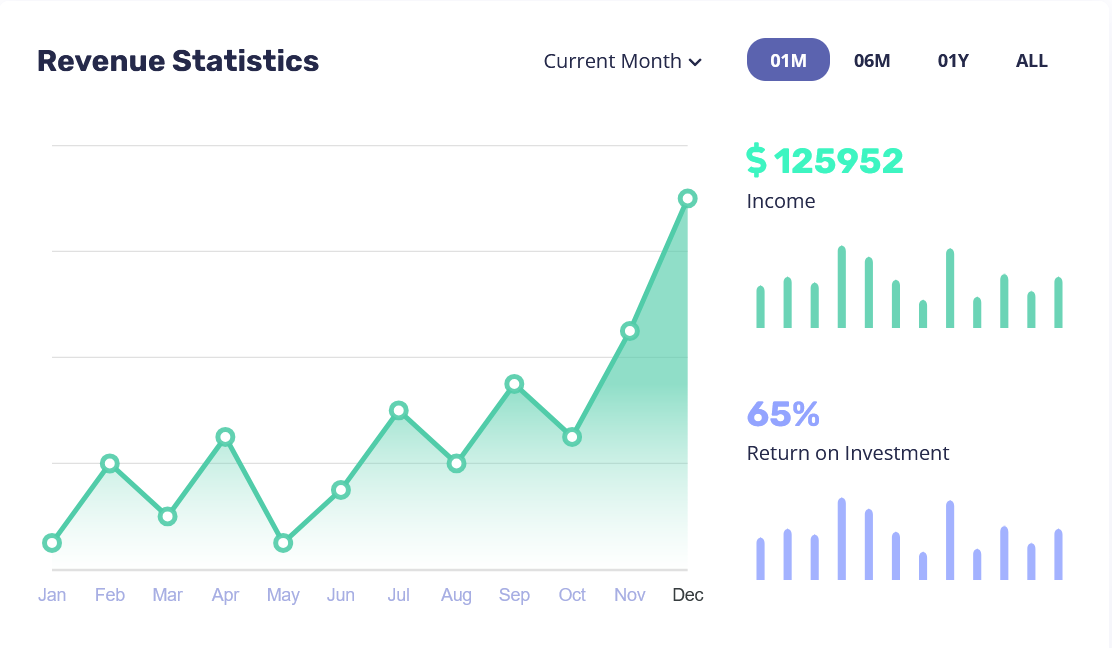 Revenue Statistics
Current Month
01M 06M 01Y ALL
$ 125952
Income
65%
Return on Investment
Jan Feb Mar Apr May Jun Jul Aug Sep Oct Nov Dec